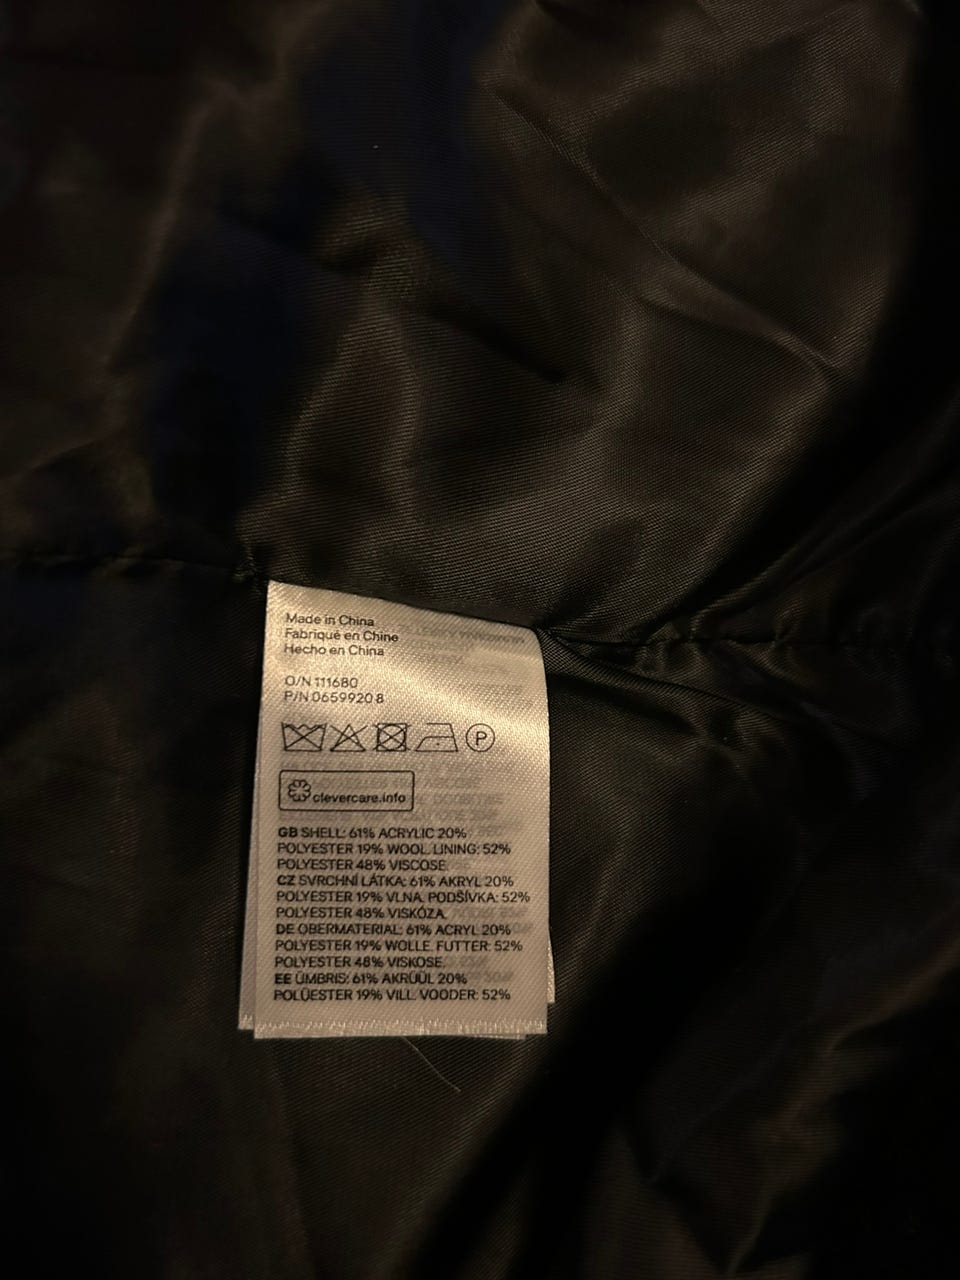 Made in China
Fabriqué en Chine
Hecho en China
O/N 111680
P/N 0659920 8
P
clevercare.info
GB SHELL: 61% ACRYLIC 20%
POLYESTER 19% WOOL. LINING: 52%
POLYESTER 48% VISCOSE.
CZ SVRCHNÍ LÁTKA: 61% AKRYL 20%
POLYESTER 19% VLNA. PODŠÍVKA: 52%
POLYESTER 48% VISKÓZA.
DE OBERMATERIAL: 61% ACRYL 20%
POLYESTER 19% WOLLE. FUTTER: 52%
POLYESTER 48% VISKOSE.
EE ÜMBRIS: 61% AKRÜÜL 20%
POLÜESTER 19% VILL. VOODER: 52%